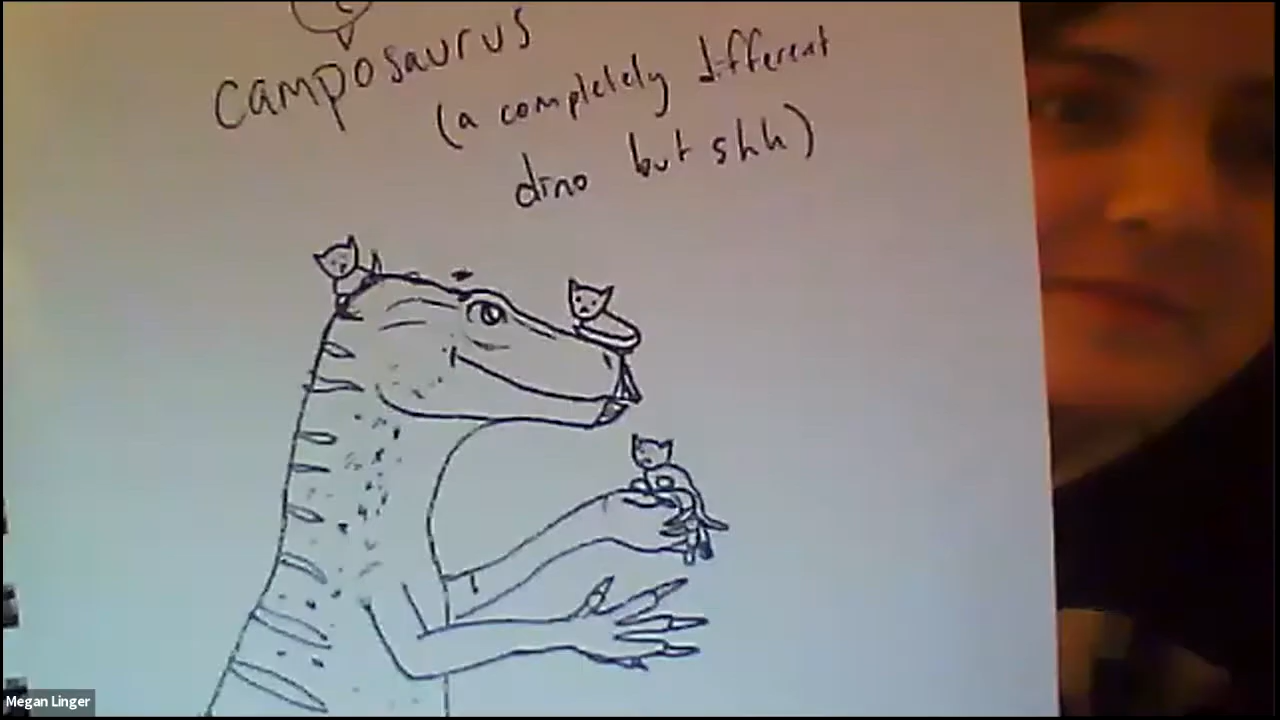 camposaurus
(a completely different
dino but shh)
Megan Linger